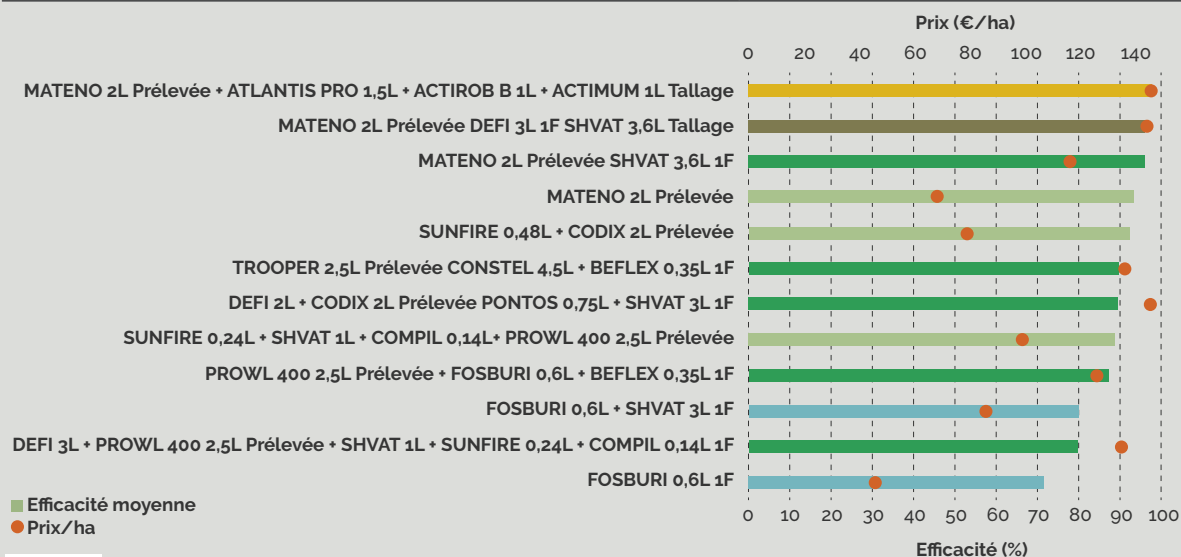 Prix (€/ha)
0 20 40 60 80 100 120 140
MATENO 2L Prélevée + ATLANTIS PRO 1,5L + ACTIROB B 1L + ACTIMUM 1L Tallage
MATENO 2L Prélevée DEFI 3L 1F SHVAT 3,6L Tallage
MATENO 2L Prélevée SHVAT 3,6L 1F
MATENO 2L Prélevée
SUNFIRE 0,48L + CODIX 2L Prélevée
TROOPER 2,5L Prélevée CONSTEL 4,5L + BEFLEX 0,35L 1F
DEFI 2L + CODIX 2L Prélevée PONTOS 0,75L + SHVAT 3L 1F
SUNFIRE 0,24L + SHVAT 1L + COMPIL 0,14L+ PROWL 400 2,5L Prélevée
PROWL 400 2,5L Prélevée + FOSBURI 0,6L + BEFLEX 0,35L 1F
FOSBURI 0,6L + SHVAT 3L 1F
DEFI 3L + PROWL 400 2,5L Prélevée + SHVAT 1L + SUNFIRE 0,24L + COMPIL 0,14L 1F
FOSBURI 0,6L 1F
Efficacité moyenne
Prix/ha
0 10 20 30 40 50 60 70 80 90 100
Efficacité (%)